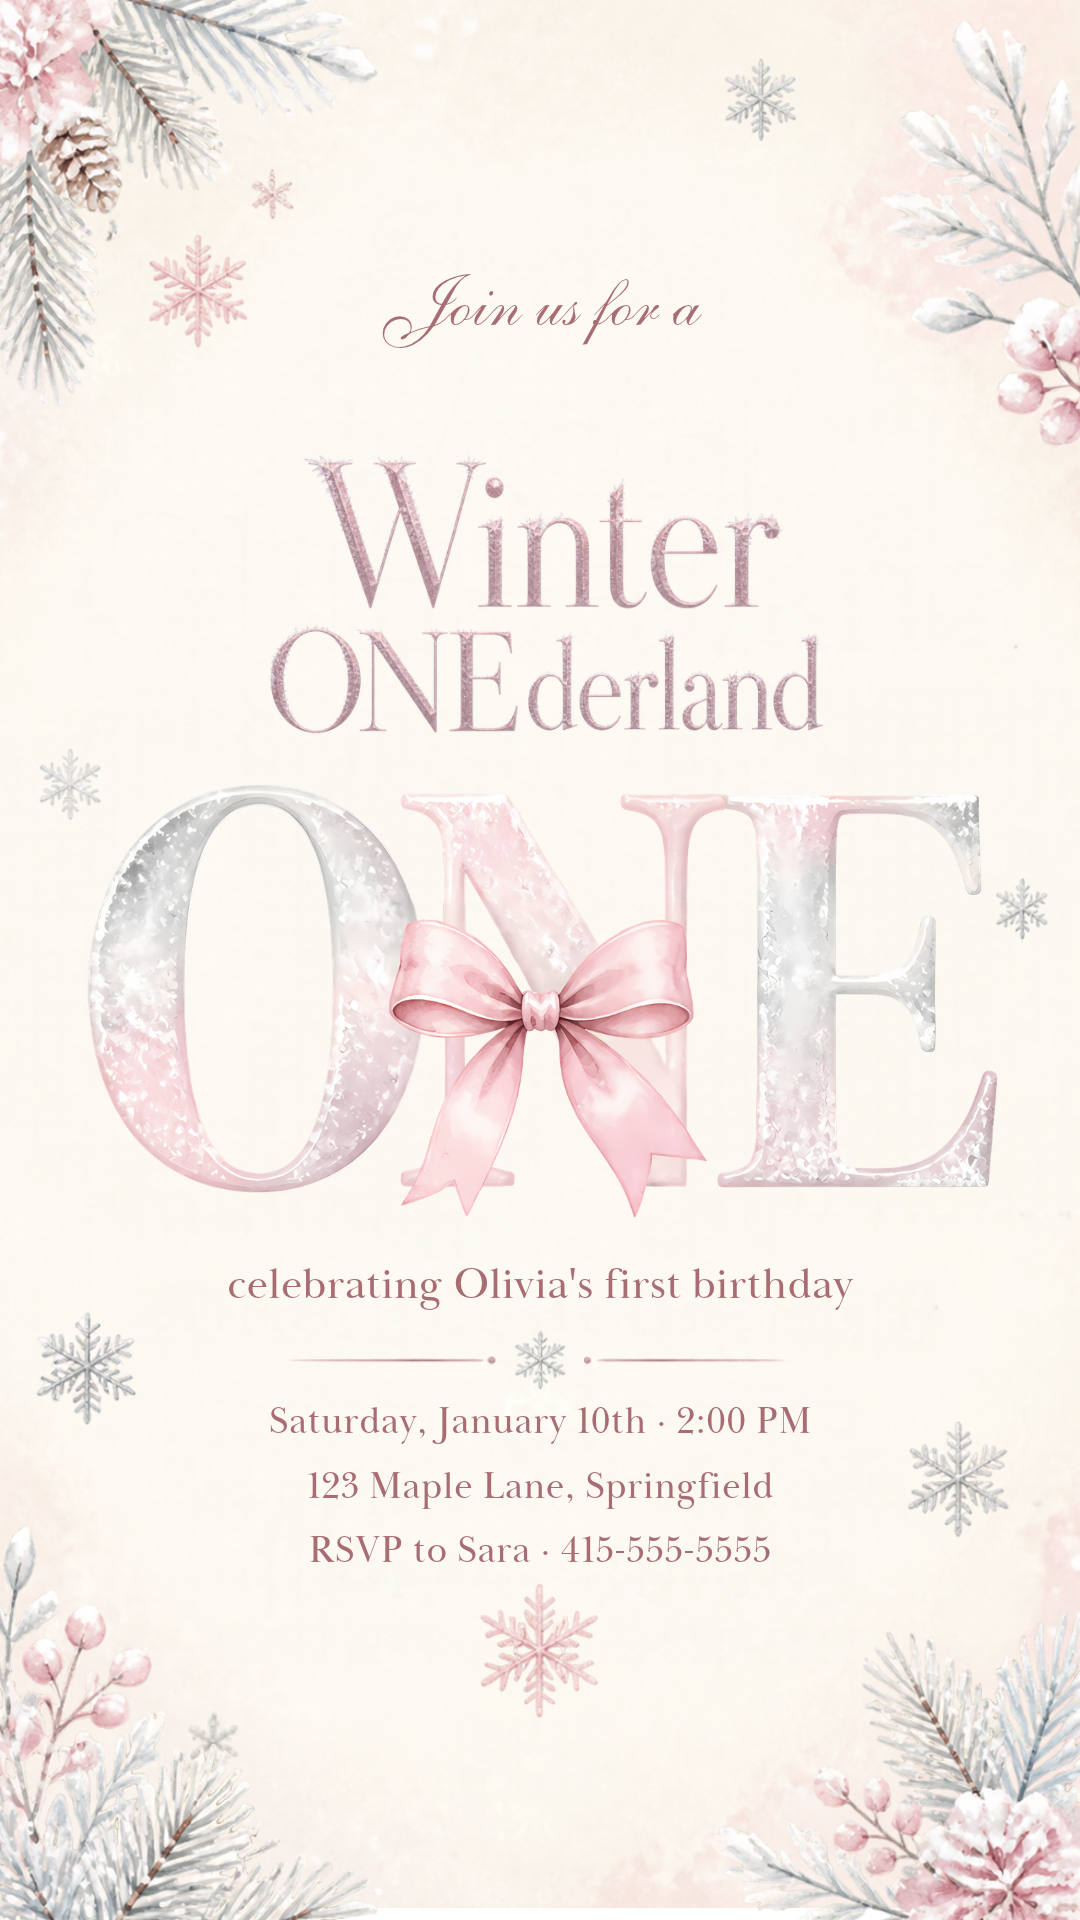 Join us for a
Winter
ONEderland
ONE
celebrating Olivia's first birthday
Saturday, January 10th · 2:00 PM
123 Maple Lane, Springfield
RSVP to Sara · 415-555-5555